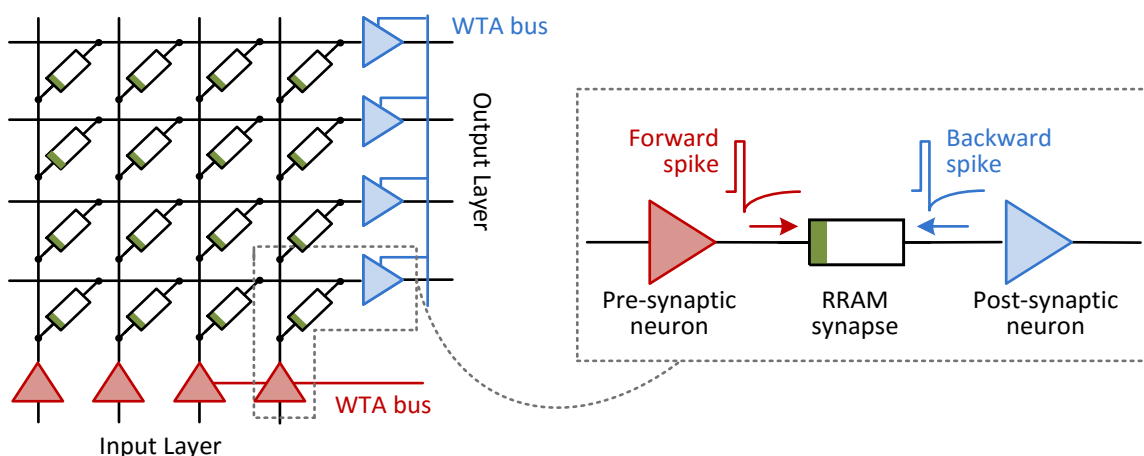 WTA bus
Output Layer
WTA bus
Input Layer
Forward
spike
Backward
spike
Pre-synaptic
neuron
RRAM
synapse
Post-synaptic
neuron